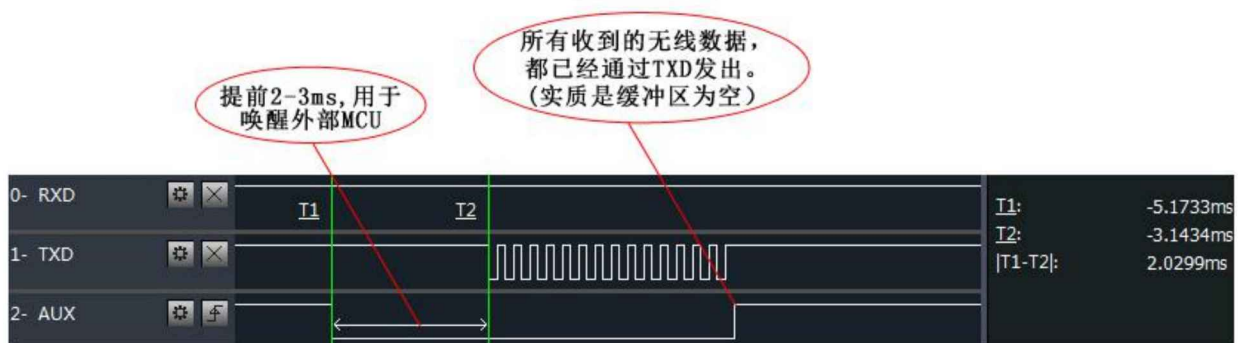 所有收到的无线数据，
都已经通过TXD发出。
(实质是缓冲区为空)
提前2-3ms,用于
唤醒外部MCU
0- RXD
T1
T2
1- TXD
2- AUX
T1: -5.1733ms
T2: -3.1434ms
|T1-T2|: 2.0299ms